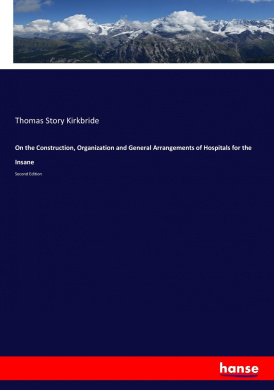 Thomas Story Kirkbride
On the Construction, Organization and General Arrangements of Hospitals for the
Insane
Second Edition
hanse